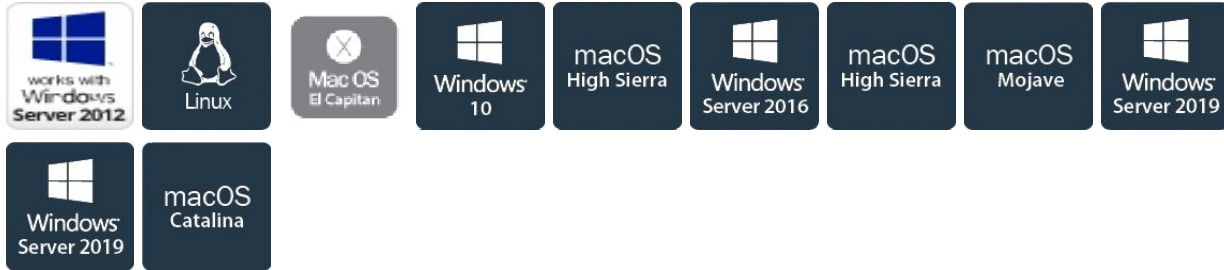 works with
Windows
Server 2012
Linux
X
Mac OS
El Capitan
Windows
10
macOS
High Sierra
Windows
Server 2016
macOS
High Sierra
macOS
Mojave
Windows
Server 2019
Windows
Server 2019
macOS
Catalina